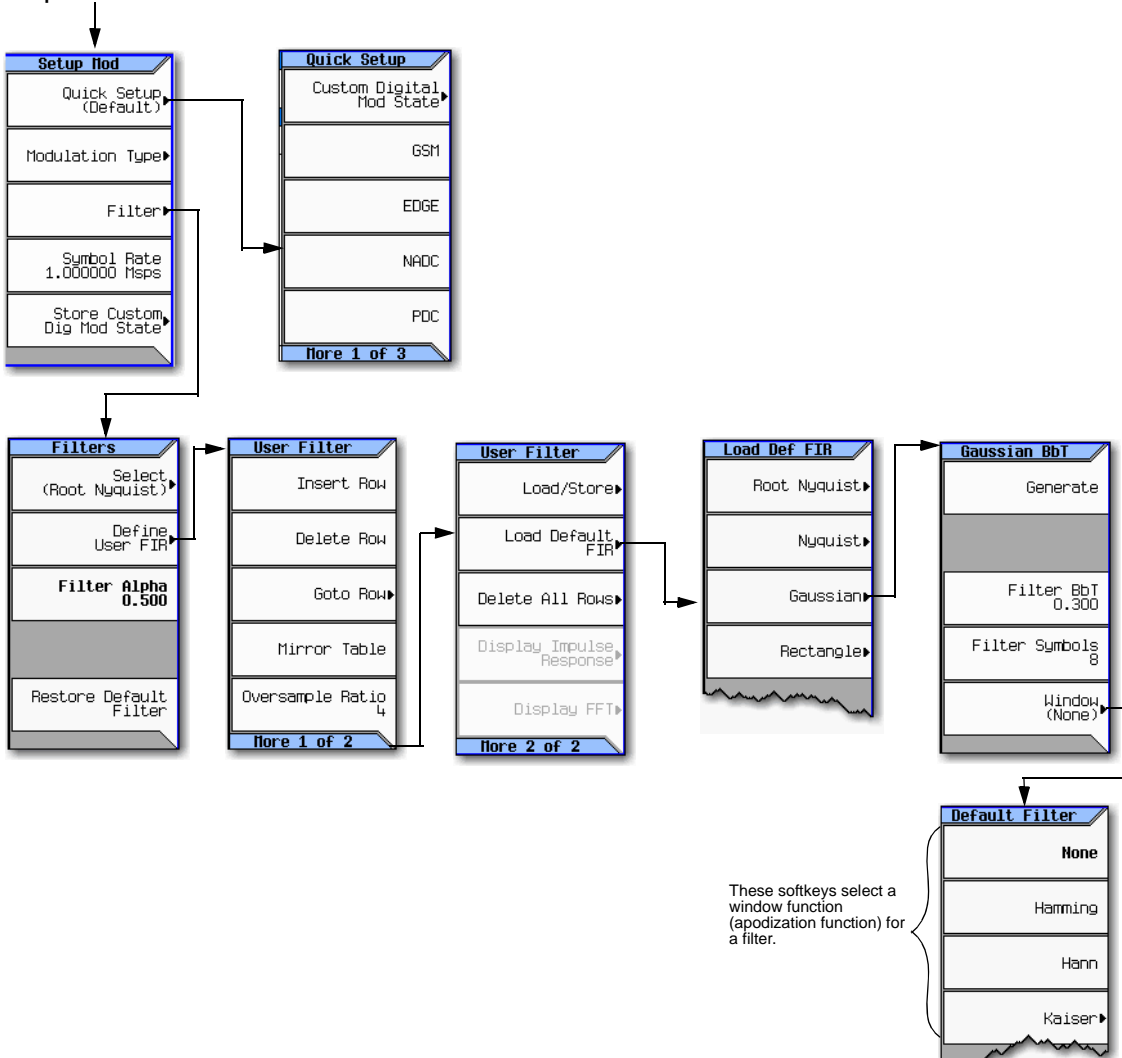 Setup Mod
Quick Setup
(Default)
Modulation Type
Filter
Symbol Rate
1.000000 Msps
Store Custom
Dig Mod State
Quick Setup
Custom Digital
Mod State
GSM
EDGE
NADC
PDC
More 1 of 3
Filters
Select
(Root Nyquist)
Define
User FIR
Filter Alpha
0.500
Restore Default
Filter
User Filter
Insert Row
Delete Row
Goto Row
Mirror Table
Oversample Ratio
4
More 1 of 2
User Filter
Load/Store
Load Default
FIR
Delete All Rows
Display Impulse
Response
Display FFT
More 2 of 2
Load Def FIR
Root Nyquist
Nyquist
Gaussian
Rectangle
Gaussian BbT
Generate
Filter BbT
0.300
Filter Symbols
8
Window
(None)
Default Filter
None
Hamming
Hann
Kaiser
These softkeys select a
window function
(apodization function) for
a filter.